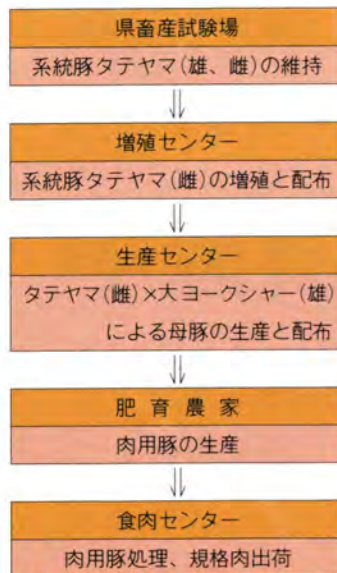 県畜産試験場
系統豚タテヤマ(雄、雌)の維持
⇓
増殖センター
系統豚タテヤマ(雌)の増殖と配布
⇓
生産センター
タテヤマ(雌)×大ヨークシャー(雄)
による母豚の生産と配布
⇓
肥育農家
肉用豚の生産
⇓
食肉センター
肉用豚処理、規格肉出荷